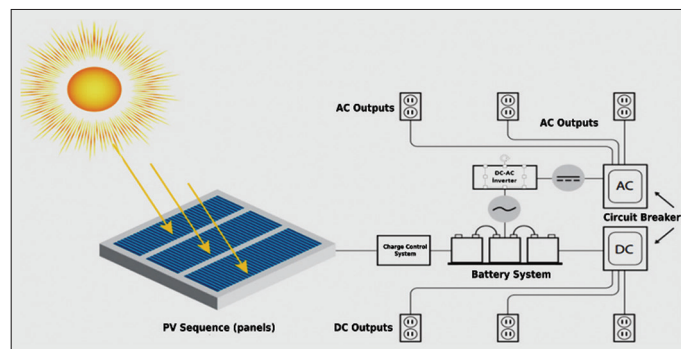 AC Outputs
AC Outputs
DC-AC
İnverter
AC
Circuit Breaker
Charge Control
System
DC
Battery System
PV Sequence (panels)
DC Outputs